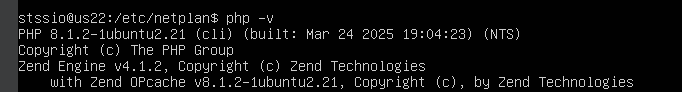 stssio@us22:/etc/netplan$ php -v
PHP 8.1.2-1ubuntu2.21 (cli) (built: Mar 24 2025 19:04:23) (NTS)
Copyright (c) The PHP Group
Zend Engine v4.1.2, Copyright (c) Zend Technologies
    with Zend OPcache v8.1.2-1ubuntu2.21, Copyright (c), by Zend Technologies